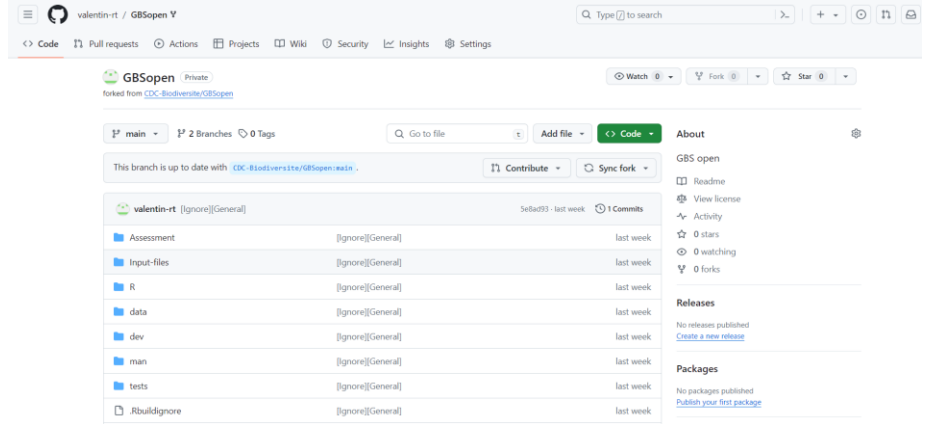 valentin-rt / GBSopen
Type / to search
Code Pull requests Actions Projects Wiki Security Insights Settings
GBSopen Private
Watch 0 Fork 0 Star 0
forked from CDC-Biodiversite/GBSopen
main 2 Branches 0 Tags
Go to file t
Add file Code
This branch is up to date with CDC-Biodiversite/GBSopen:main .
Contribute Sync fork
valentin-rt [Ignore][General] 5e8ad93 · last week 1 Commits
Assessment [Ignore][General] last week
Input-files [Ignore][General] last week
R [Ignore][General] last week
data [Ignore][General] last week
dev [Ignore][General] last week
man [Ignore][General] last week
tests [Ignore][General] last week
.Rbuildignore [Ignore][General] last week
About
GBS open
Readme
View license
Activity
0 stars
0 watching
0 forks
Releases
No releases published
Create a new release
Packages
No packages published
Publish your first package